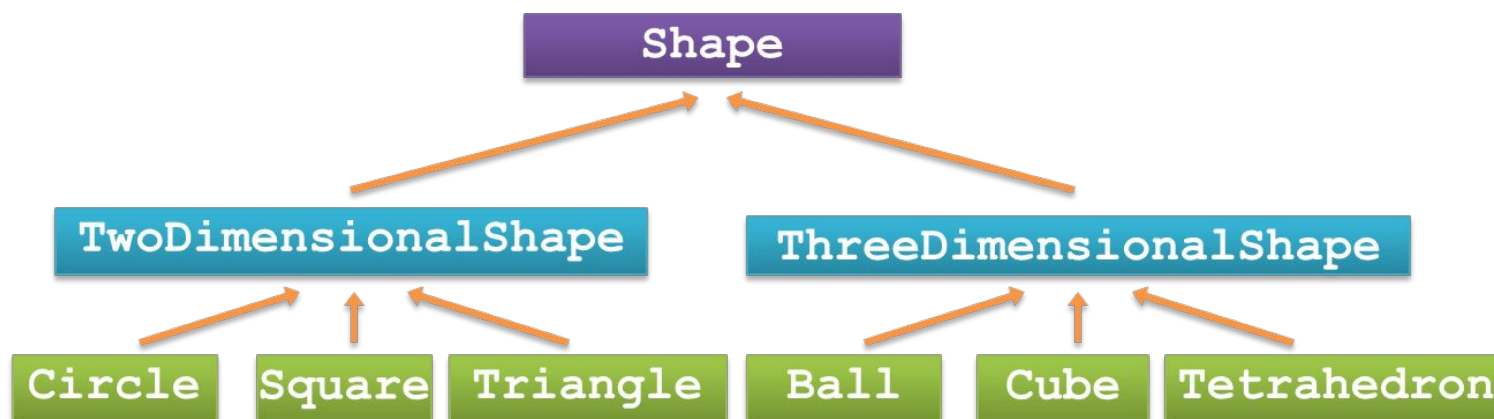 Shape
TwoDimensionalShape
ThreeDimensionalShape
Circle
Square
Triangle
Ball
Cube
Tetrahedron